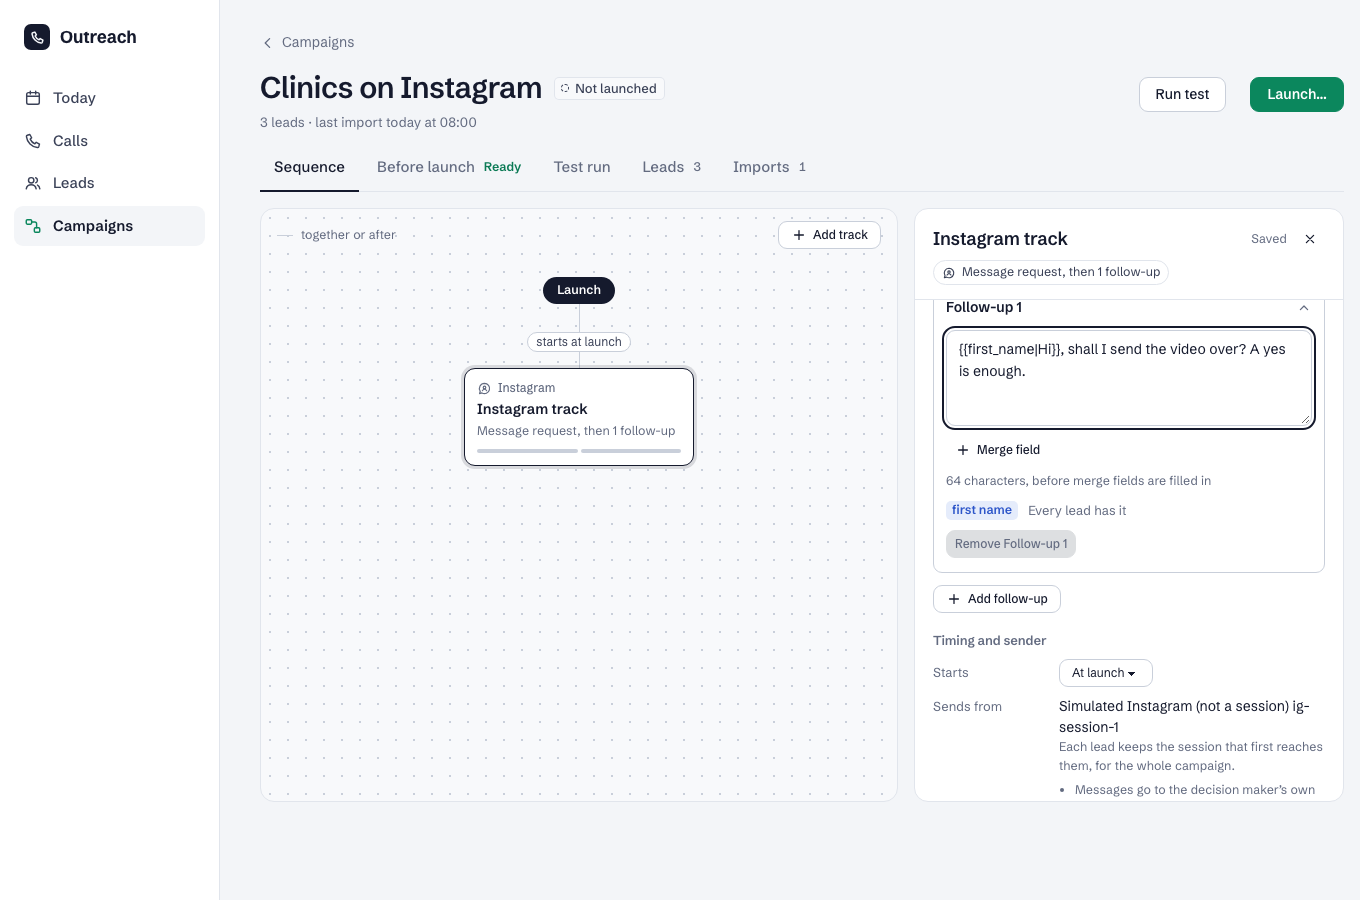 Outreach
Today
Calls
Leads
Campaigns
Campaigns
Clinics on Instagram
Not launched
3 leads · last import today at 08:00
Run test
Launch...
Sequence
Before launch Ready
Test run
Leads 3
Imports 1
together or after
Add track
Launch
starts at launch
Instagram
Instagram track
Message request, then 1 follow-up
Instagram track
Saved
Message request, then 1 follow-up
Follow-up 1
{{first_name|Hi}}, shall I send the video over? A yes
is enough.
Merge field
64 characters, before merge fields are filled in
first name Every lead has it
Remove Follow-up 1
Add follow-up
Timing and sender
Starts
At launch
Sends from
Simulated Instagram (not a session) ig-
session-1
Each lead keeps the session that first reaches
them, for the whole campaign.
• Messages go to the decision maker's own